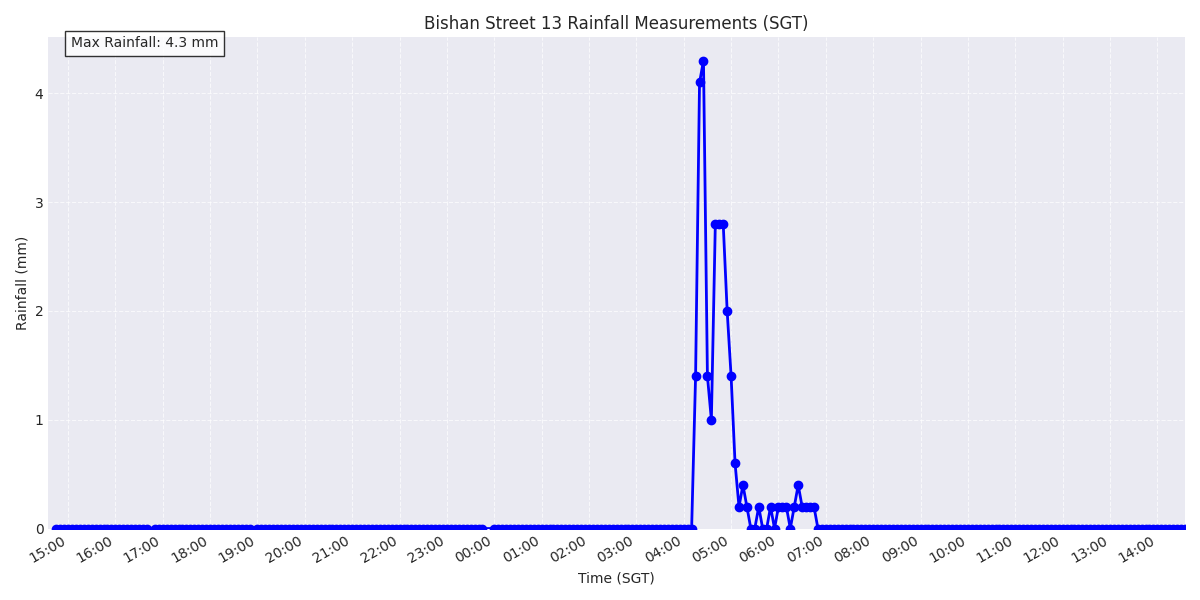 Bishan Street 13 Rainfall Measurements (SGT)
Max Rainfall: 4.3 mm
Rainfall (mm)
4
3
2
1
0
15:00 16:00 17:00 18:00 19:00 20:00 21:00 22:00 23:00 00:00 01:00 02:00 03:00 04:00 05:00 06:00 07:00 08:00 09:00 10:00 11:00 12:00 13:00 14:00
Time (SGT)